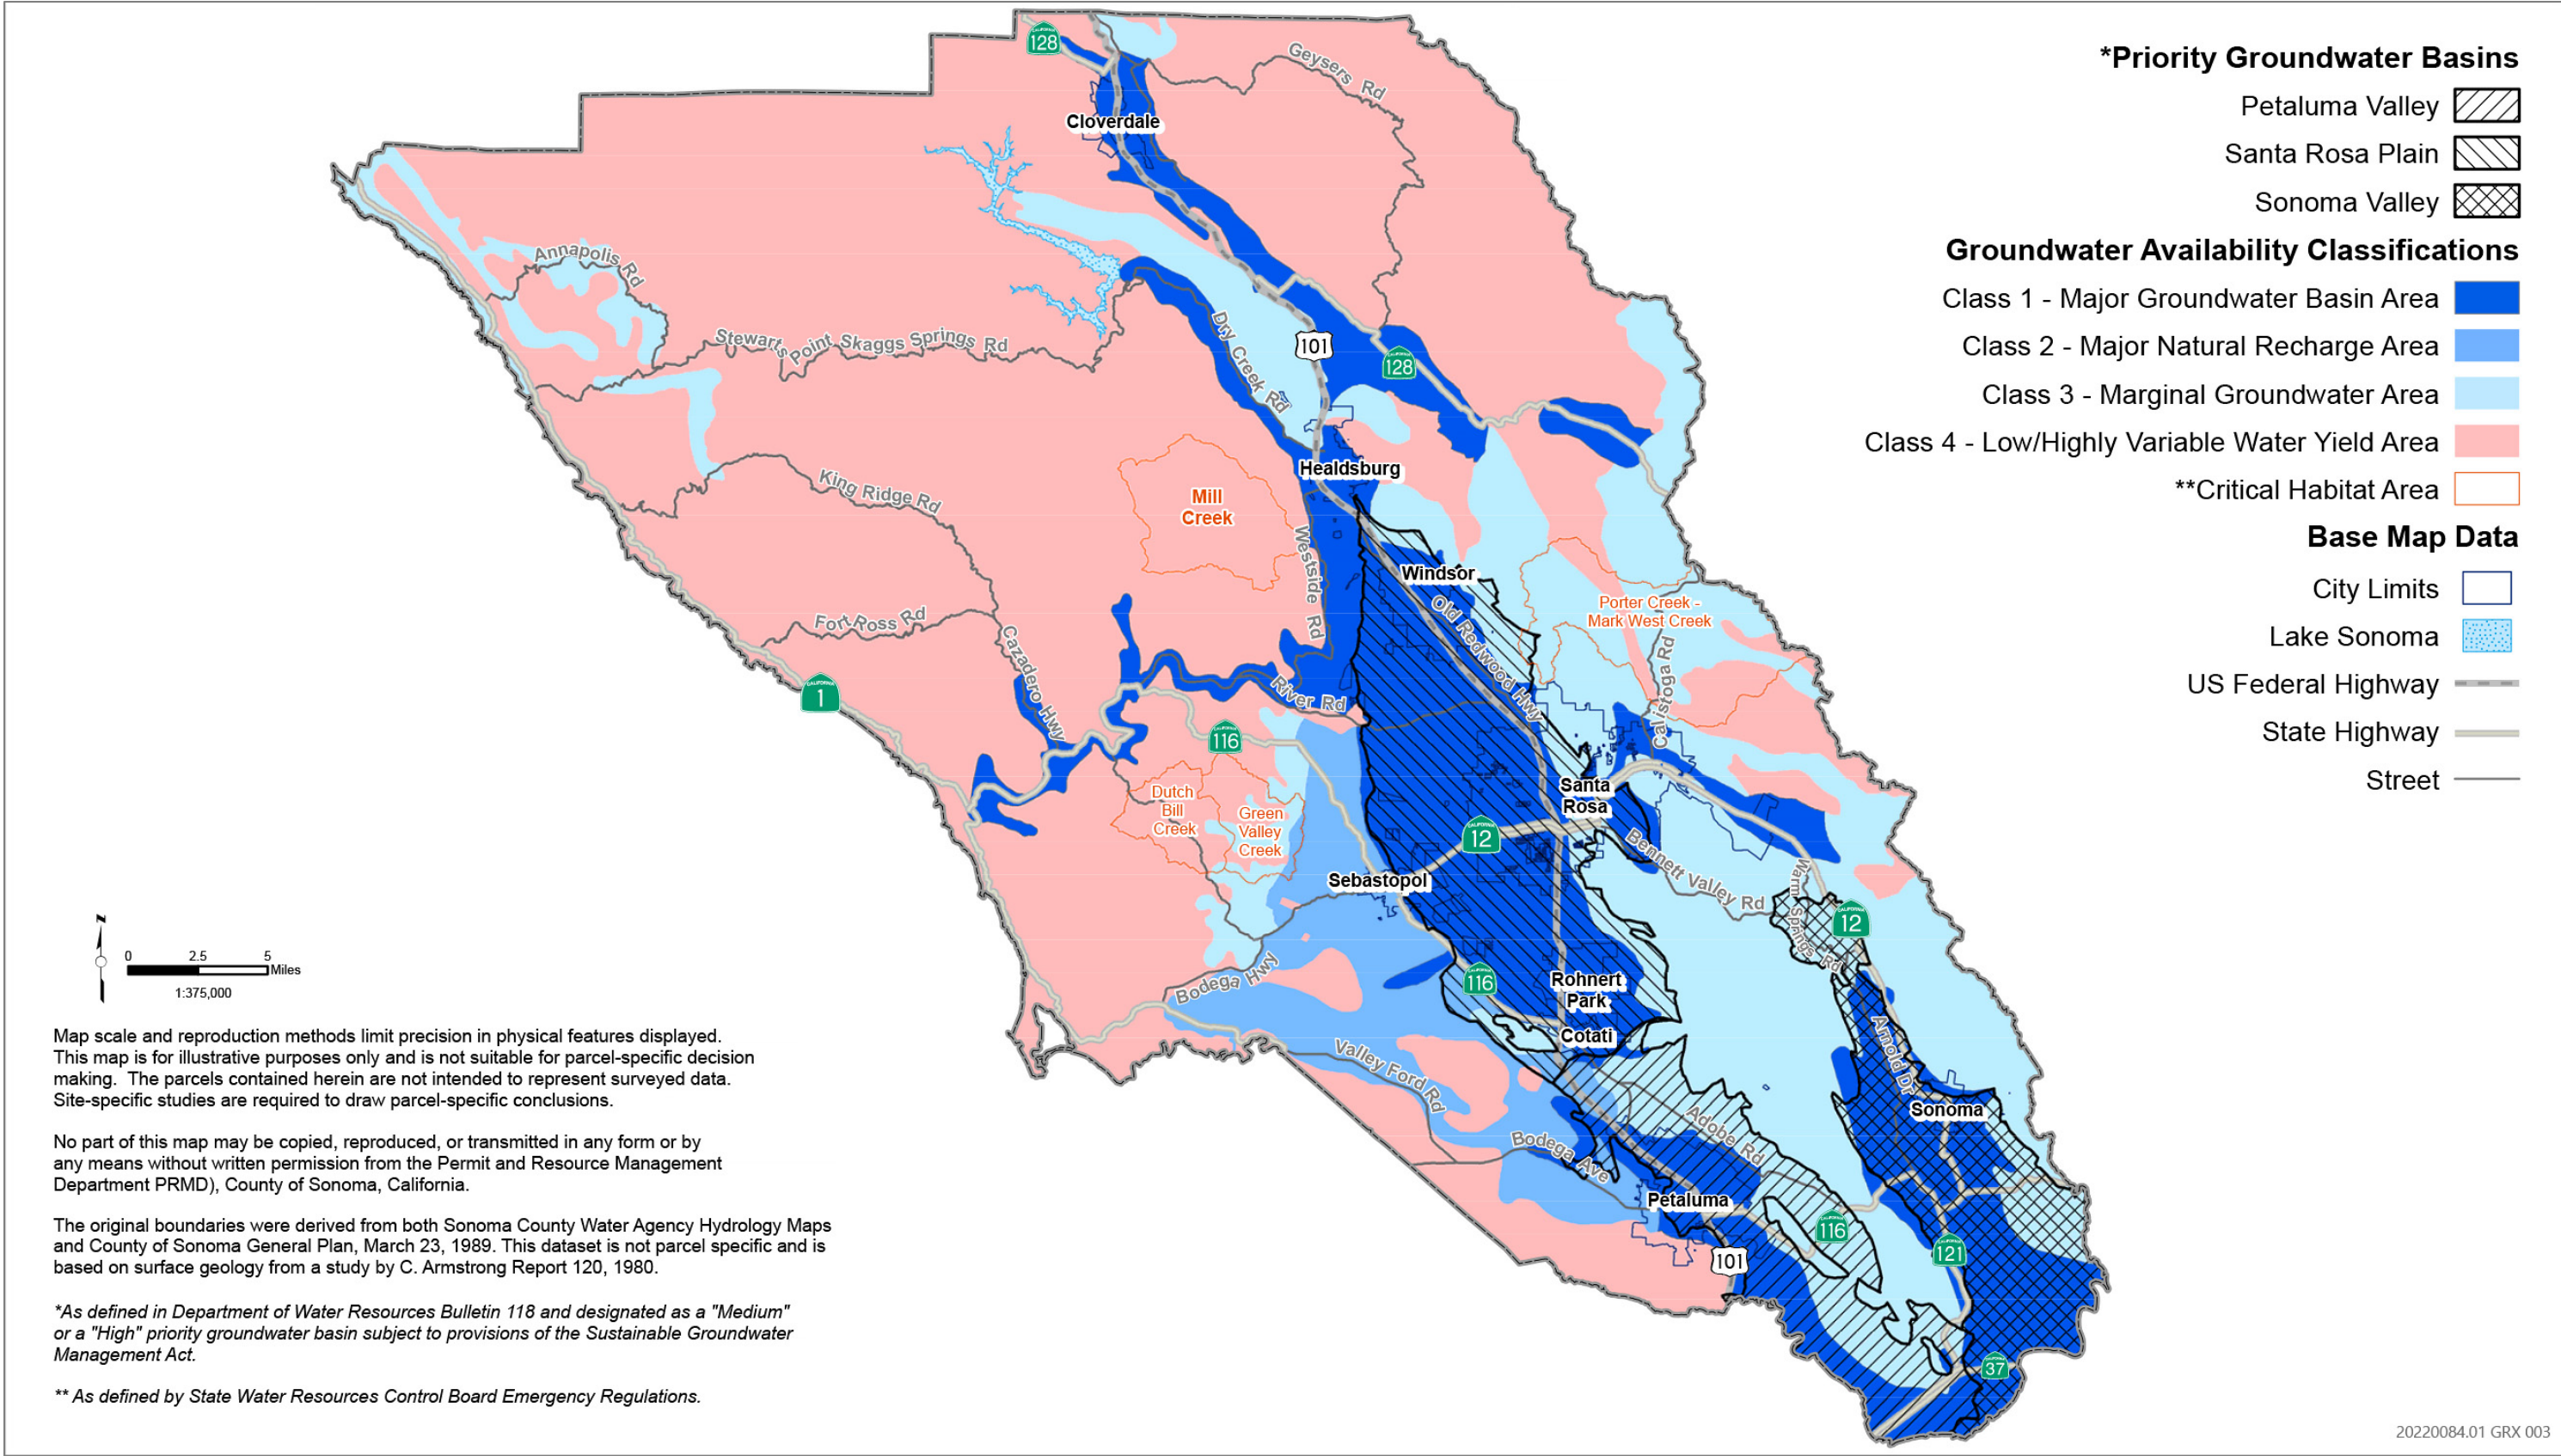 *Priority Groundwater Basins
Petaluma Valley
Santa Rosa Plain
Sonoma Valley
Groundwater Availability Classifications
Class 1 - Major Groundwater Basin Area
Class 2 - Major Natural Recharge Area
Class 3 - Marginal Groundwater Area
Class 4 - Low/Highly Variable Water Yield Area
**Critical Habitat Area
Base Map Data
City Limits
Lake Sonoma
US Federal Highway
State Highway
Street
CALIFORNIA
128
Geysers Rd
Cloverdale
Annapolis Rd
Stewarts Point Skaggs Springs Rd
Dry Creek Rd
101
CALIFORNIA
128
Healdsburg
King Ridge Rd
Mill
Creek
Westside Rd
Windsor
Old Redwood Hwy
Porter Creek -
Mark West Creek
Calistoga Rd
Fort Ross Rd
Cazadero Hwy
CALIFORNIA
1
River Rd
CALIFORNIA
116
Dutch
Bill
Creek
Green
Valley
Creek
Santa
Rosa
CALIFORNIA
12
Bennett Valley Rd
Sebastopol
Warm Springs Rd
CALIFORNIA
12
Bodega Hwy
CALIFORNIA
116
Rohnert
Park
Cotati
Arnold Dr
Valley Ford Rd
Adobe Rd
Sonoma
Bodega Ave
Petaluma
CALIFORNIA
116
101
CALIFORNIA
121
CALIFORNIA
37
N
0 2.5 5
Miles
1:375,000
Map scale and reproduction methods limit precision in physical features displayed.
This map is for illustrative purposes only and is not suitable for parcel-specific decision
making. The parcels contained herein are not intended to represent surveyed data.
Site-specific studies are required to draw parcel-specific conclusions.
No part of this map may be copied, reproduced, or transmitted in any form or by
any means without written permission from the Permit and Resource Management
Department PRMD), County of Sonoma, California.
The original boundaries were derived from both Sonoma County Water Agency Hydrology Maps
and County of Sonoma General Plan, March 23, 1989. This dataset is not parcel specific and is
based on surface geology from a study by C. Armstrong Report 120, 1980.
*As defined in Department of Water Resources Bulletin 118 and designated as a "Medium"
or a "High" priority groundwater basin subject to provisions of the Sustainable Groundwater
Management Act.
** As defined by State Water Resources Control Board Emergency Regulations.
20220084.01 GRX 003